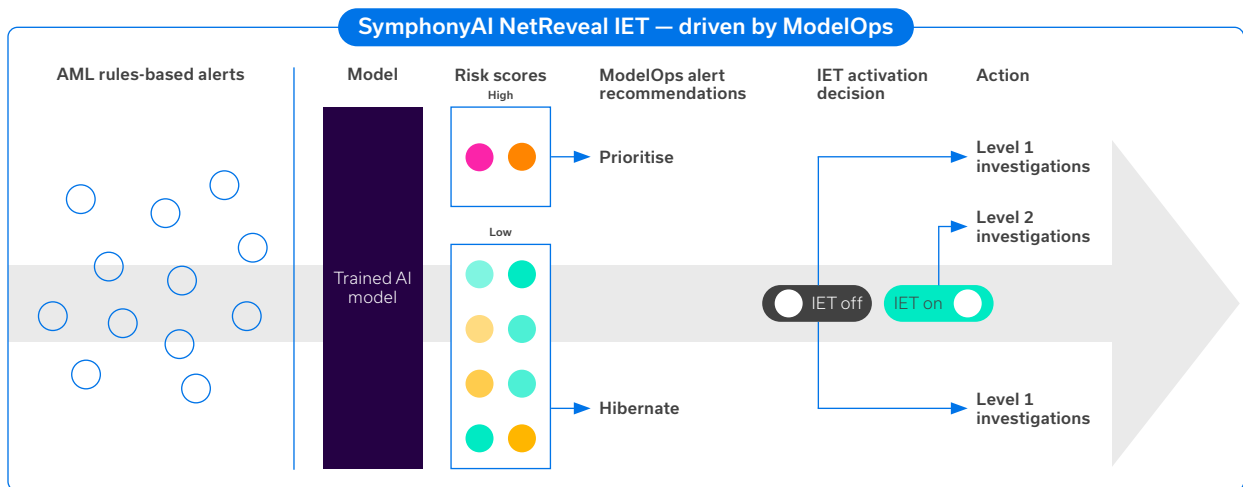 SymphonyAI NetReveal IET — driven by ModelOps
AML rules-based alerts
Model
Risk scores
ModelOps alert
recommendations
IET activation
decision
Action
High
Prioritise
Level 1
investigations
Level 2
investigations
Low
Trained AI
model
IET off
IET on
Hibernate
Level 1
investigations